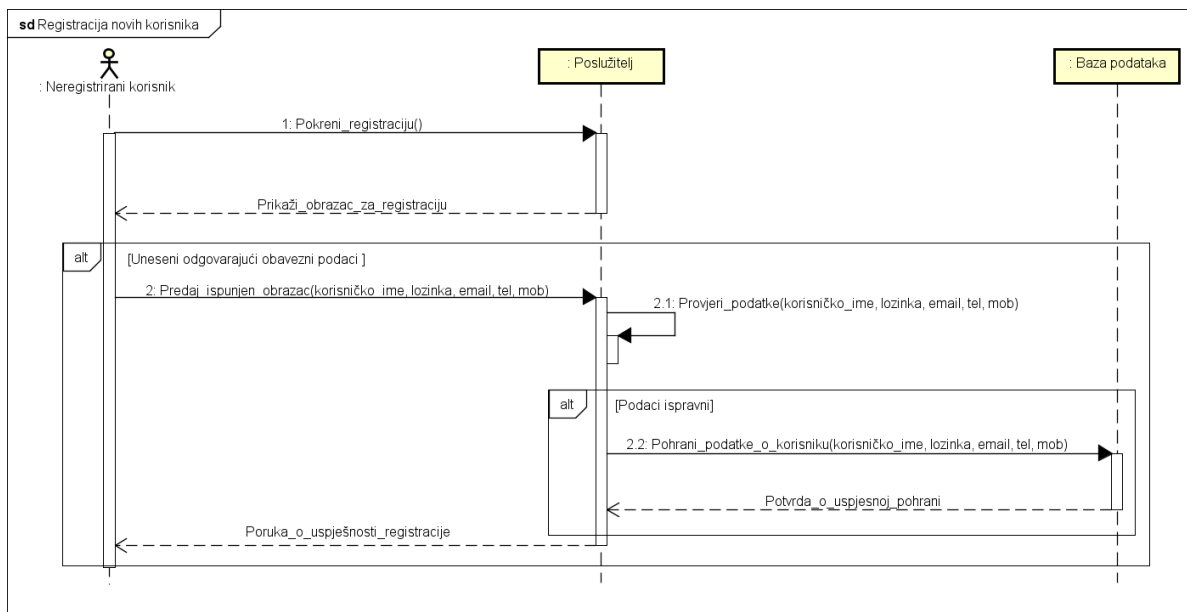 sd Registracija novih korisnika
: Neregistrirani korisnik
: Poslužitelj
: Baza podataka
1: Pokreni_registraciju()
Prikaži_obrazac_za_registraciju
alt
[Uneseni odgovarajući obavezni podaci ]
2: Predaj_ispunjen_obrazac(korisničko_ime, lozinka, email, tel, mob)
2.1: Provjeri_podatke(korisničko_ime, lozinka, email, tel, mob)
alt
[Podaci ispravni]
2.2: Pohrani_podatke_o_korisniku(korisničko_ime, lozinka, email, tel, mob)
Potvrda_o_uspjesnoj_pohrani
Poruka_o_uspješnosti_registracije